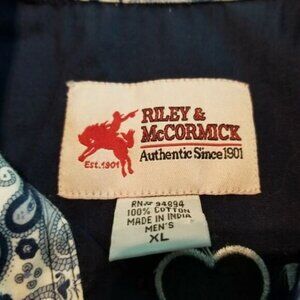 RILEY &
McCORMICK
Authentic Since 1901
Est. 1901
RN# 94894
100% COTTON
MADE IN INDIA
MEN'S
XL